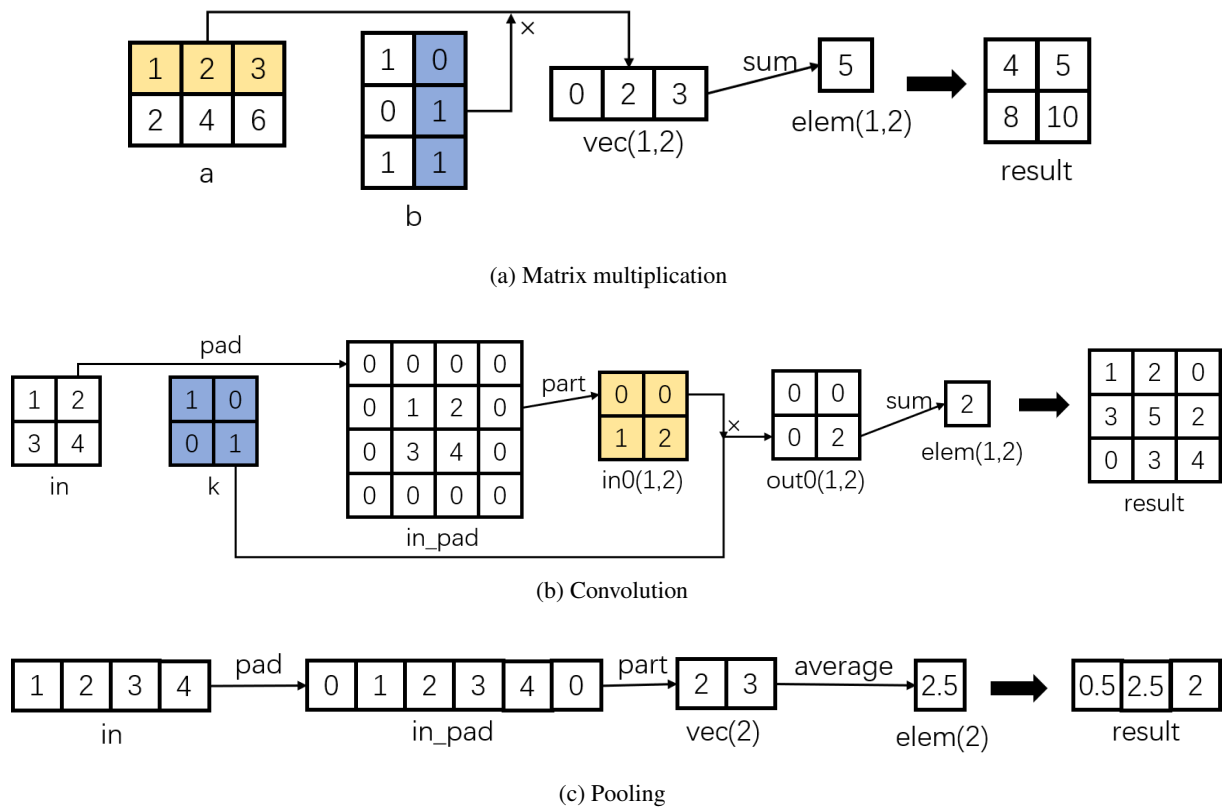 1 2 3
2 4 6
a
1 0
0 1
1 1
b
×
0 2 3
vec(1,2)
sum
5
elem(1,2)
4 5
8 10
result
(a) Matrix multiplication
1 2
3 4
in
pad
1 0
0 1
k
0 0 0 0
0 1 2 0
0 3 4 0
0 0 0 0
in_pad
part
0 0
1 2
in0(1,2)
×
0 0
0 2
out0(1,2)
sum
2
elem(1,2)
1 2 0
3 5 2
0 3 4
result
(b) Convolution
1 2 3 4
in
pad
0 1 2 3 4 0
in_pad
part
2 3
vec(2)
average
2.5
elem(2)
0.5 2.5 2
result
(c) Pooling